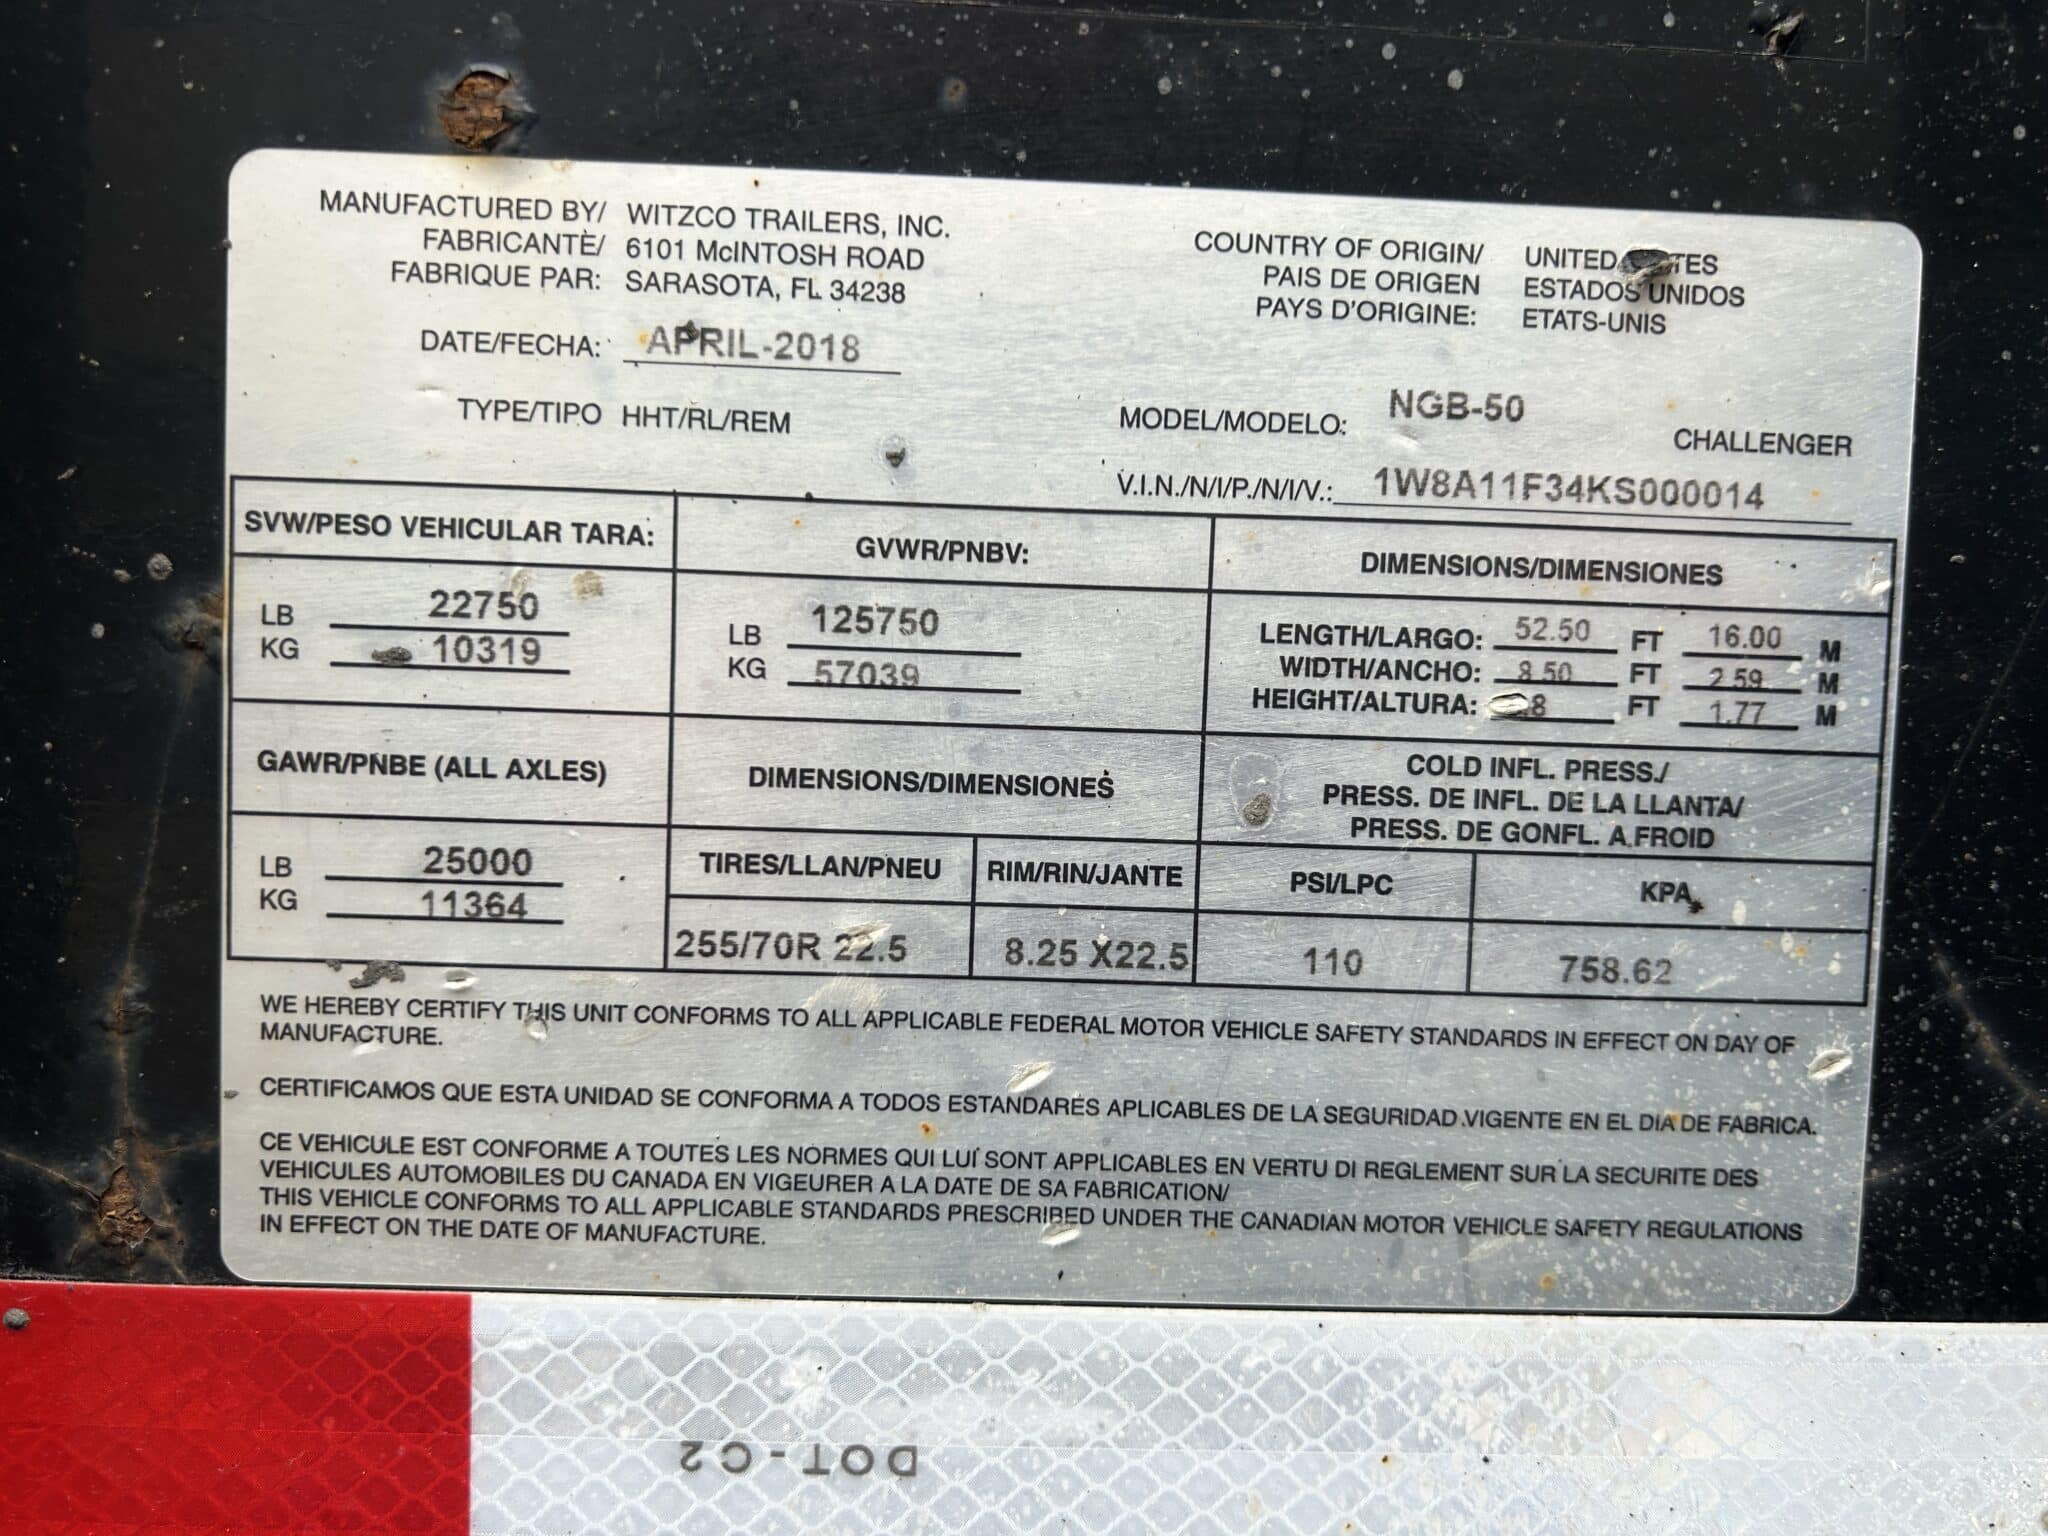 MANUFACTURED BY/ WITZCO TRAILERS, INC.
FABRICANTE/ 6101 McINTOSH ROAD
FABRIQUE PAR: SARASOTA, FL 34238
COUNTRY OF ORIGIN/ UNITED
PAIS DE ORIGEN ESTADOS UNIDOS
PAYS D'ORIGINE: ETATS-UNIS
DATE/FECHA: APRIL-2018
TYPE/TIPO HHT/RL/REM
MODEL/MODELO: NGB-50 CHALLENGER
V.I.N./N/I/P./N/I/V.: 1W8A11F34KS000014
SVW/PESO VEHICULAR TARA:
LB 22750
KG 10319
GVWR/PNBV:
LB 125750
KG 57039
DIMENSIONS/DIMENSIONES
LENGTH/LARGO: 52.50 FT 16.00 M
WIDTH/ANCHO: 8.50 FT 2.59 M
HEIGHT/ALTURA: FT 1.77 M
GAWR/PNBE (ALL AXLES)
LB 25000
KG 11364
DIMENSIONS/DIMENSIONES
TIRES/LLAN/PNEU RIM/RIN/JANTE
255/70R 22.5 8.25 X22.5
COLD INFL. PRESS./
PRESS. DE INFL. DE LA LLANTA/
PRESS. DE GONFL. A FROID
PSI/LPC KPA
110 758.62
WE HEREBY CERTIFY THIS UNIT CONFORMS TO ALL APPLICABLE FEDERAL MOTOR VEHICLE SAFETY STANDARDS IN EFFECT ON DAY OF
MANUFACTURE.
CERTIFICAMOS QUE ESTA UNIDAD SE CONFORMA A TODOS ESTANDARES APLICABLES DE LA SEGURIDAD VIGENTE EN EL DIA DE FABRICA.
CE VEHICULE EST CONFORME A TOUTES LES NORMES QUI LUI SONT APPLICABLES EN VERTU DI REGLEMENT SUR LA SECURITE DES
VEHICULES AUTOMOBILES DU CANADA EN VIGEURER A LA DATE DE SA FABRICATION/
THIS VEHICLE CONFORMS TO ALL APPLICABLE STANDARDS PRESCRIBED UNDER THE CANADIAN MOTOR VEHICLE SAFETY REGULATIONS
IN EFFECT ON THE DATE OF MANUFACTURE.
DOT-C2